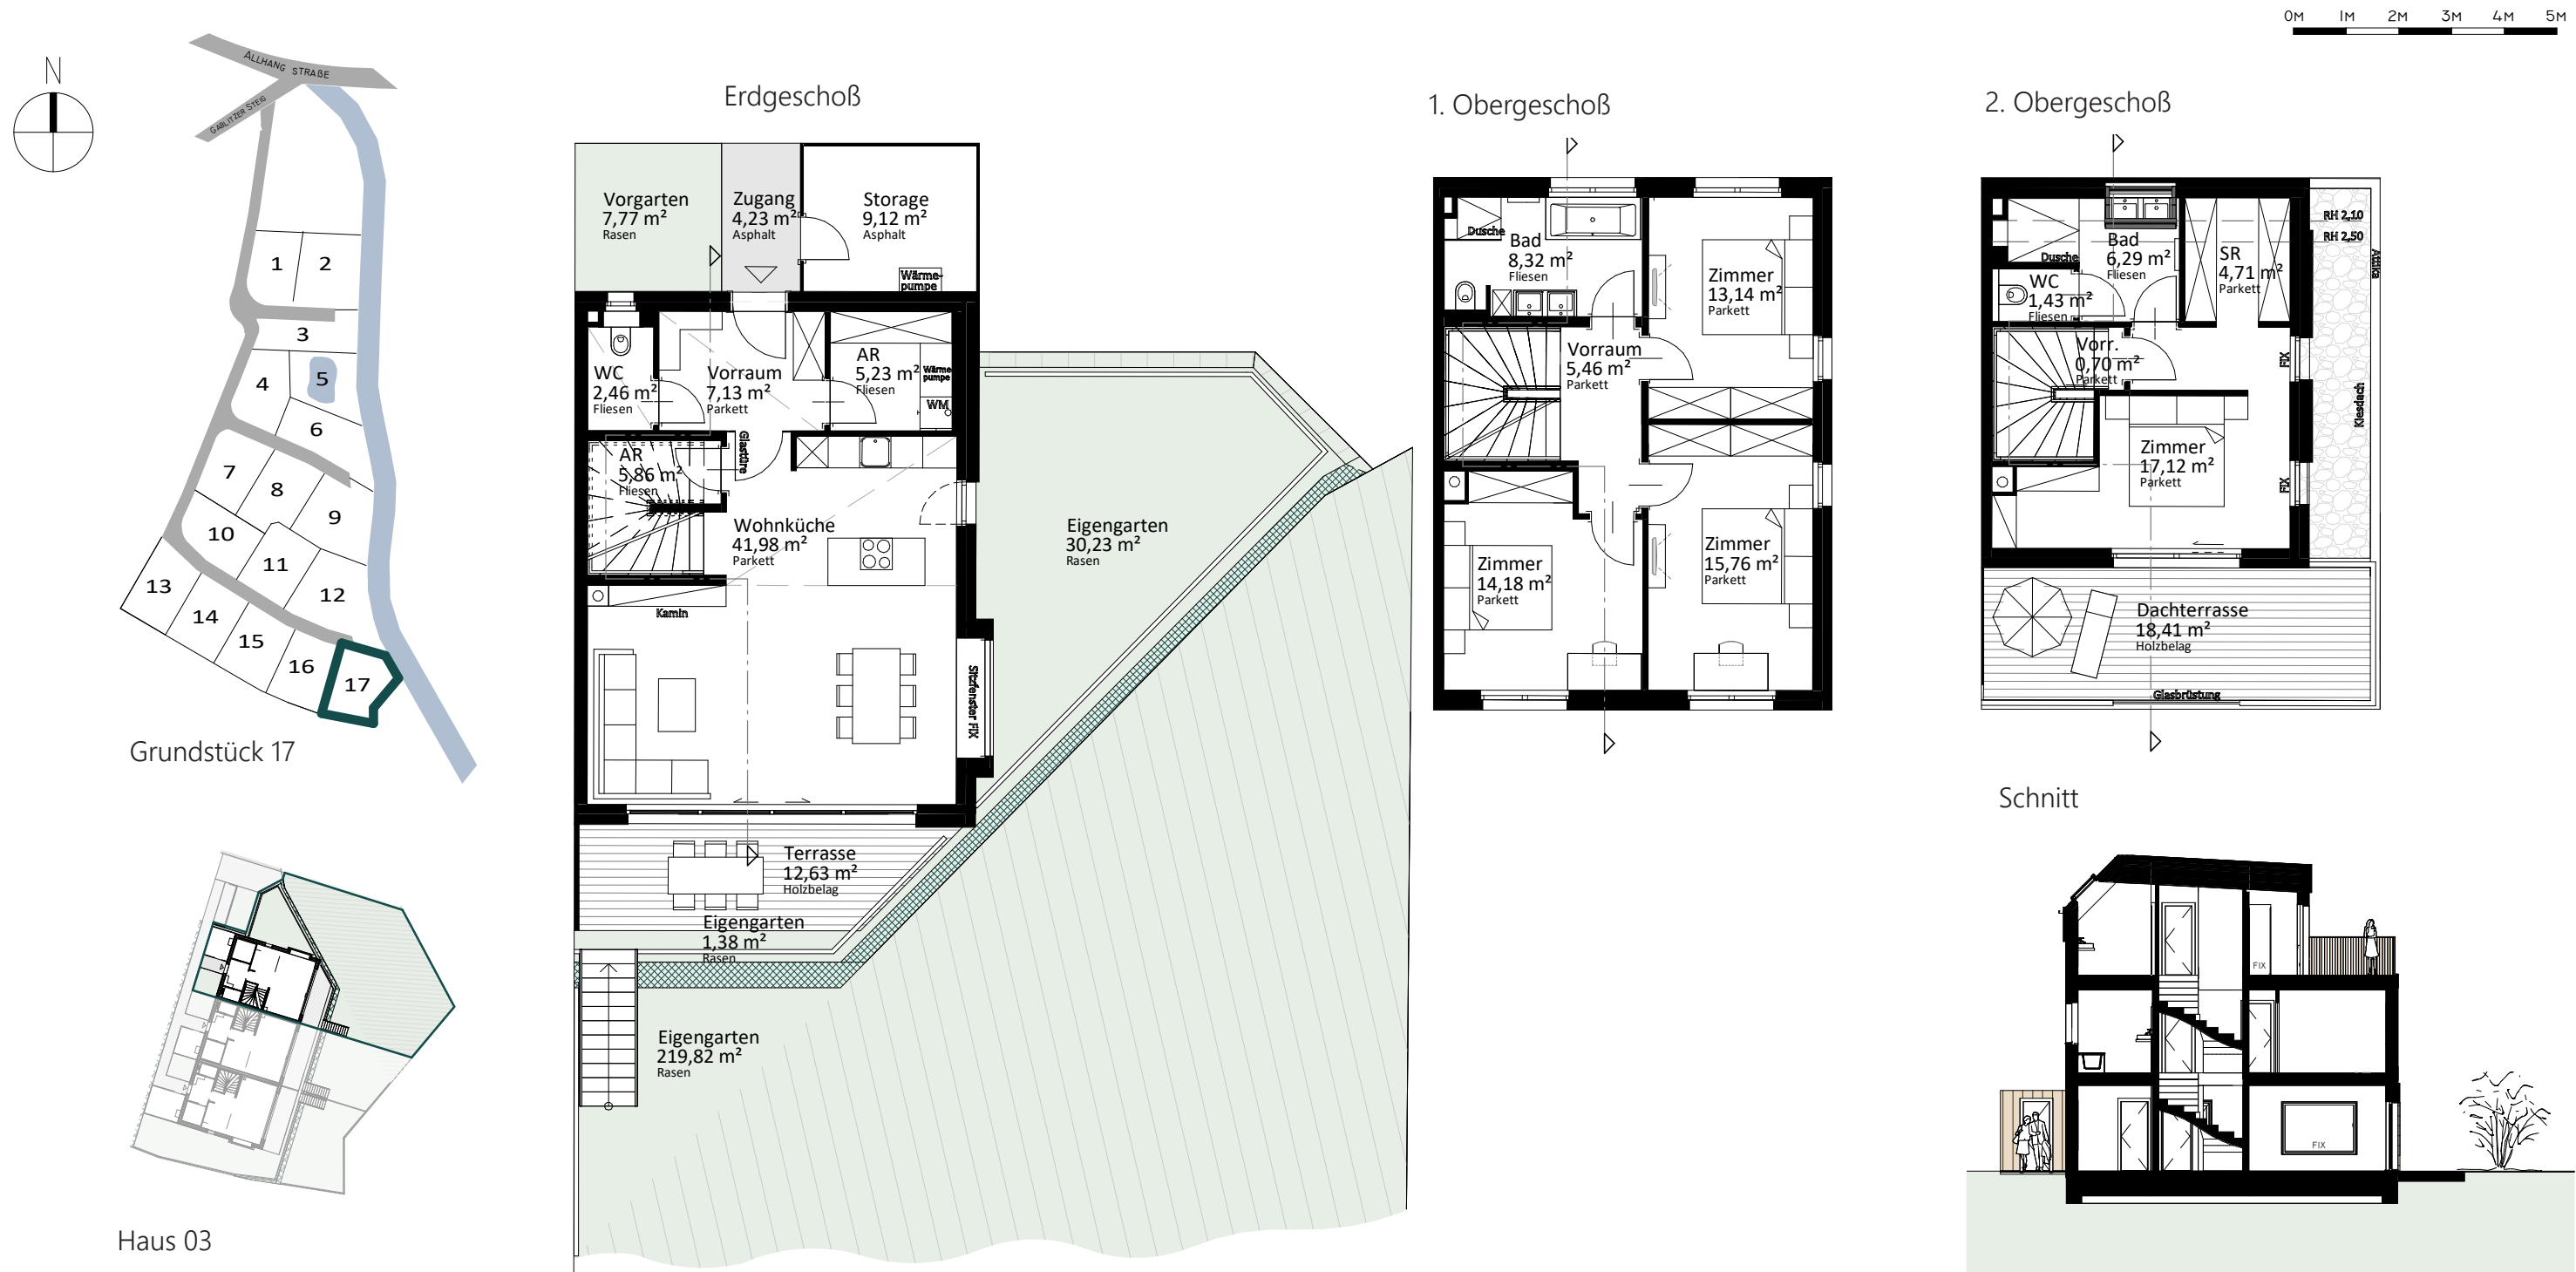 0M 1M 2M 3M 4M 5M
N
ALLHANG STRAßE
GABLITZER STEIG
1
2
3
4
5
6
7
8
9
10
11
12
13
14
15
16
17
Grundstück 17
Haus 03
Erdgeschoß
Vorgarten
7,77 m²
Rasen
Zugang
4,23 m²
Asphalt
Storage
9,12 m²
Asphalt
Wärme-
pumpe
WC
2,46 m²
Fliesen
Vorraum
7,13 m²
Parkett
AR
5,23 m²
Fliesen
Wärme-
pumpe
WM
Glastüre
AR
5,86 m²
Fliesen
Wohnküche
41,98 m²
Parkett
Kamin
Sitzfenster FIX
Eigengarten
30,23 m²
Rasen
Terrasse
12,63 m²
Holzbelag
Eigengarten
1,38 m²
Rasen
Eigengarten
219,82 m²
Rasen
1. Obergeschoß
Dusche
Bad
8,32 m²
Fliesen
Zimmer
13,14 m²
Parkett
Vorraum
5,46 m²
Parkett
Zimmer
14,18 m²
Parkett
Zimmer
15,76 m²
Parkett
2. Obergeschoß
RH 2,10
RH 2,50
Attika
Dusche
Bad
6,29 m²
Fliesen
SR
4,71 m²
Parkett
WC
1,43 m²
Fliesen
Vorr.
0,70 m²
Parkett
FIX
Kiesdach
Zimmer
17,12 m²
Parkett
FIX
Dachterrasse
18,41 m²
Holzbelag
Glasbrüstung
Schnitt
FIX
FIX